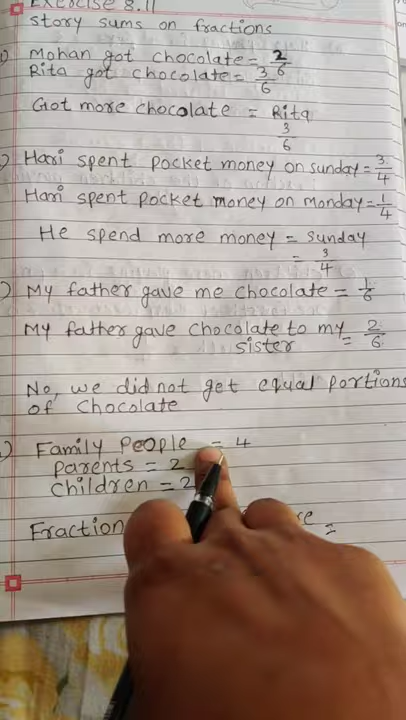 Exercise 8.11
story sums on fractions
Mohan got chocolate = 2/6
Rita got chocolate = 3/6
Got more chocolate = Rita
3/6
Hari spent pocket money on sunday = 3/4
Hari spent pocket money on monday = 1/4
He spend more money = sunday
= 3/4
My father gave me chocolate = 1/6
My father gave chocolate to my sister = 2/6
No, we did not get equal portions
of chocolate
Family people = 4
parents = 2
children = 2
Fraction =